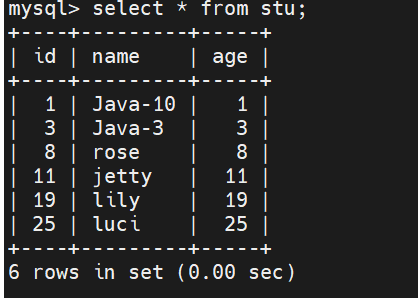 mysql> select * from stu;
+----+---------+-----+
| id | name    | age |
+----+---------+-----+
|  1 | Java-10 |   1 |
|  3 | Java-3  |   3 |
|  8 | rose    |   8 |
| 11 | jetty   |  11 |
| 19 | lily    |  19 |
| 25 | luci    |  25 |
+----+---------+-----+
6 rows in set (0.00 sec)